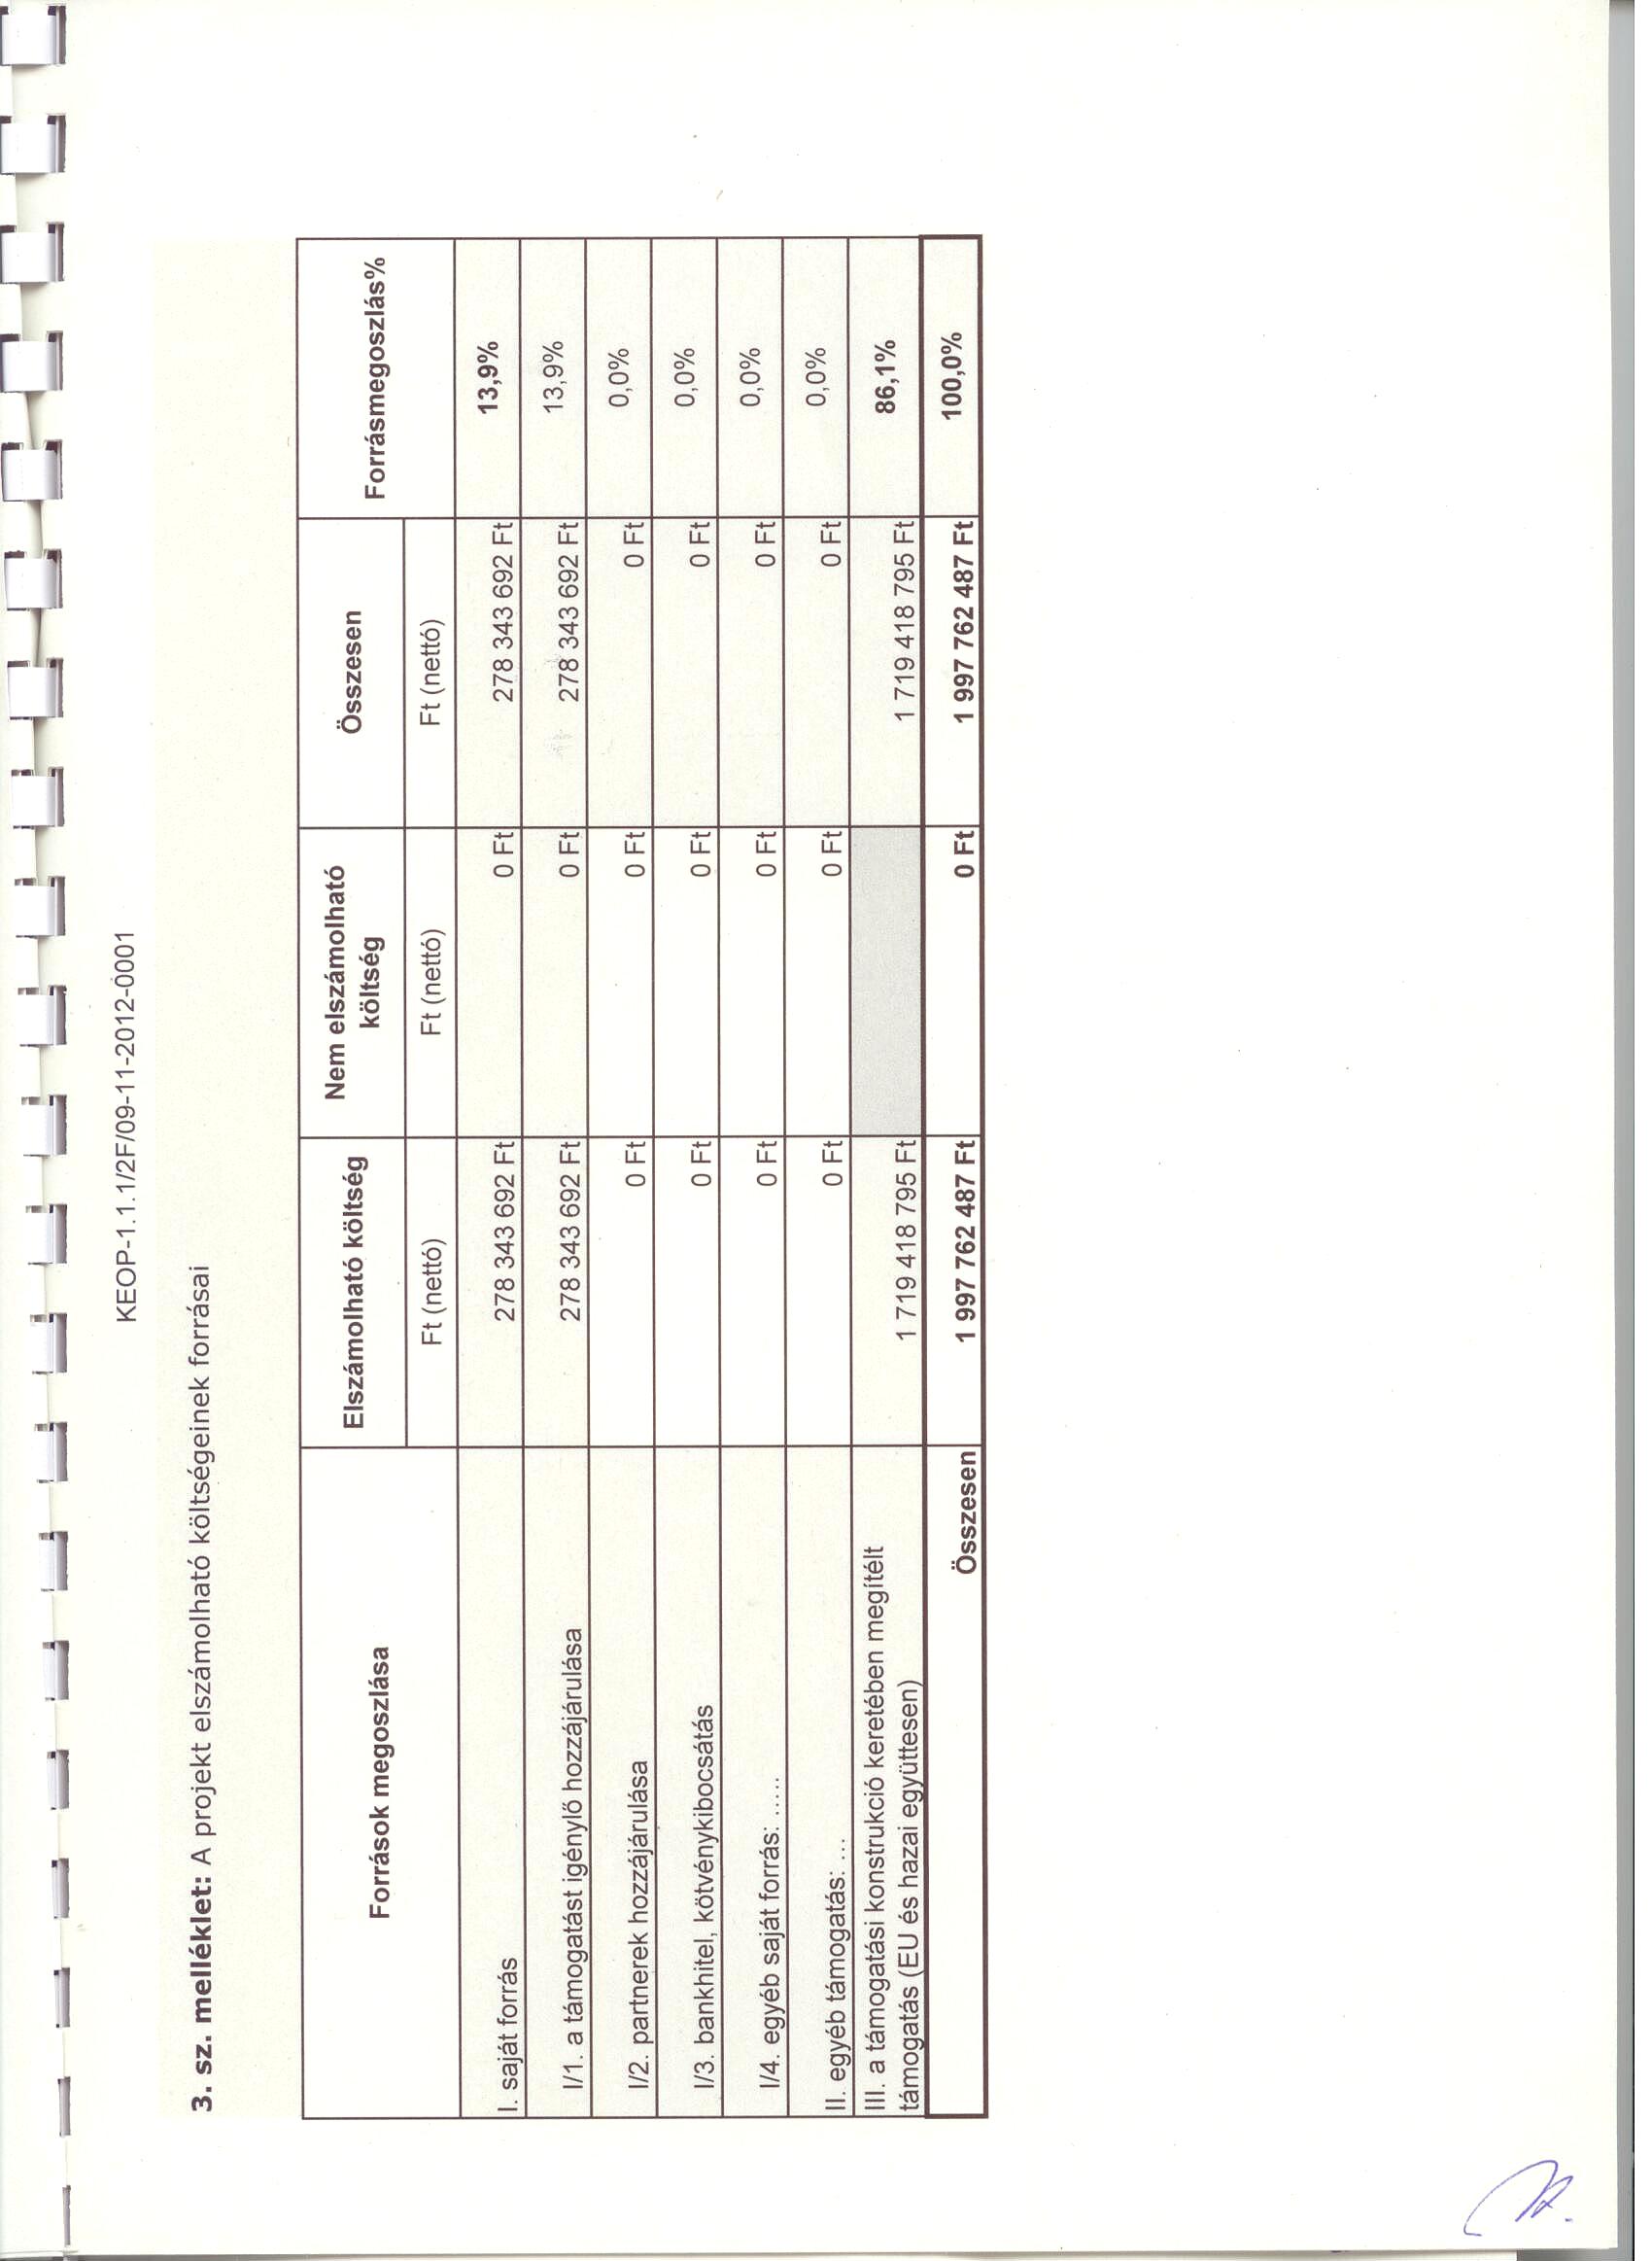 KEOP-1.1.1/2F/09-11-2012-0001
3. sz. melléklet: A projekt elszámolható költségeinek forrásai
Források megoszlása
Elszámolható költség
Nem elszámolható
költség
Összesen
Forrásmegoszlás%
Ft (nettó)
Ft (nettó)
Ft (nettó)
I. saját forrás 278 343 692 Ft 0 Ft 278 343 692 Ft 13,9%
I/1. a támogatást igénylő hozzájárulása 278 343 692 Ft 0 Ft 278 343 692 Ft 13,9%
I/2. partnerek hozzájárulása 0 Ft 0 Ft 0 Ft 0,0%
I/3. bankhitel, kötvénykibocsátás 0 Ft 0 Ft 0 Ft 0,0%
I/4. egyéb saját forrás: ..... 0 Ft 0 Ft 0 Ft 0,0%
II. egyéb támogatás: ... 0 Ft 0 Ft 0 Ft 0,0%
III. a támogatási konstrukció keretében megítélt
támogatás (EU és hazai együttesen) 1 719 418 795 Ft 1 719 418 795 Ft 86,1%
Összesen 1 997 762 487 Ft 0 Ft 1 997 762 487 Ft 100,0%